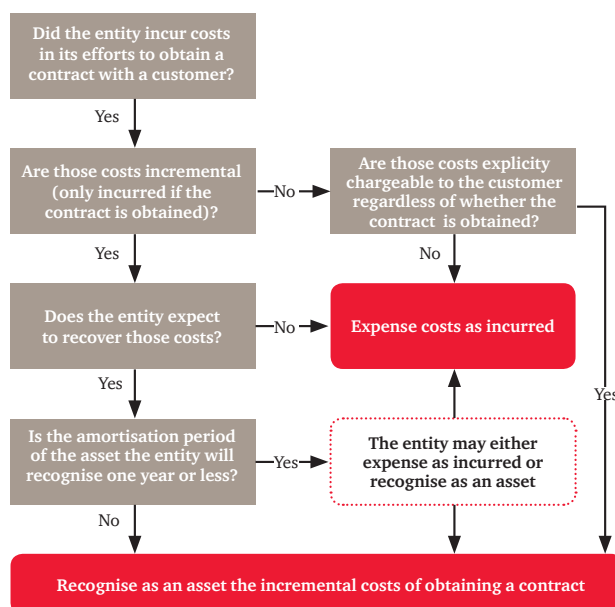 Did the entity incur costs
in its efforts to obtain a
contract with a customer?
Yes
Are those costs incremental
(only incurred if the
contract is obtained)?
No
Are those costs explicity
chargeable to the customer
regardless of whether the
contract is obtained?
Yes
No
Does the entity expect
to recover those costs?
No
Expense costs as incurred
Yes
Yes
Is the amortisation period
of the asset the entity will
recognise one year or less?
Yes
The entity may either
expense as incurred or
recognise as an asset
No
Recognise as an asset the incremental costs of obtaining a contract